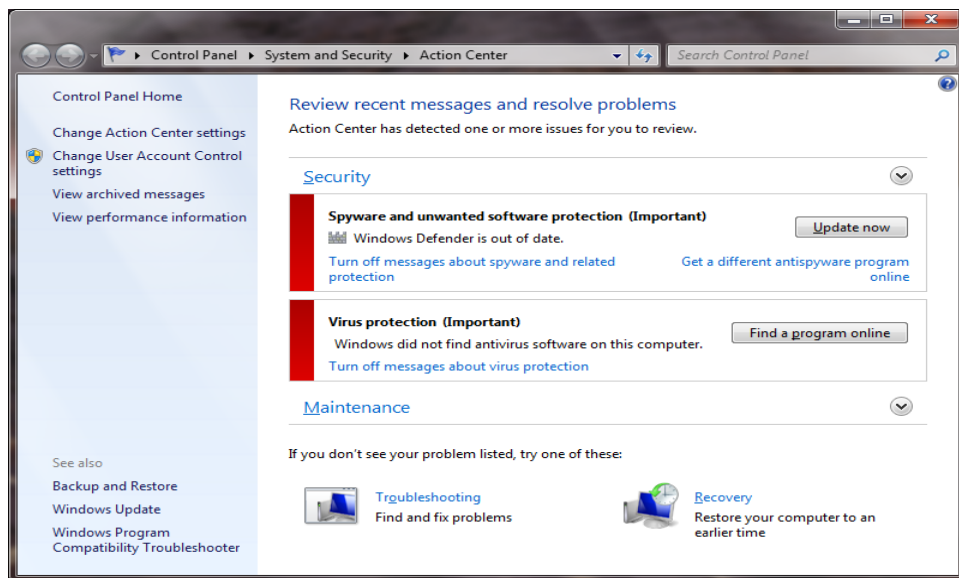 Control Panel System and Security Action Center Search Control Panel
Control Panel Home
Change Action Center settings
Change User Account Control
settings
View archived messages
View performance information
See also
Backup and Restore
Windows Update
Windows Program
Compatibility Troubleshooter
Review recent messages and resolve problems
Action Center has detected one or more issues for you to review.
Security
Spyware and unwanted software protection (Important)
Windows Defender is out of date.
Update now
Turn off messages about spyware and related
protection
Get a different antispyware program
online
Virus protection (Important)
Windows did not find antivirus software on this computer.
Find a program online
Turn off messages about virus protection
Maintenance
If you don't see your problem listed, try one of these:
Troubleshooting
Find and fix problems
Recovery
Restore your computer to an
earlier time